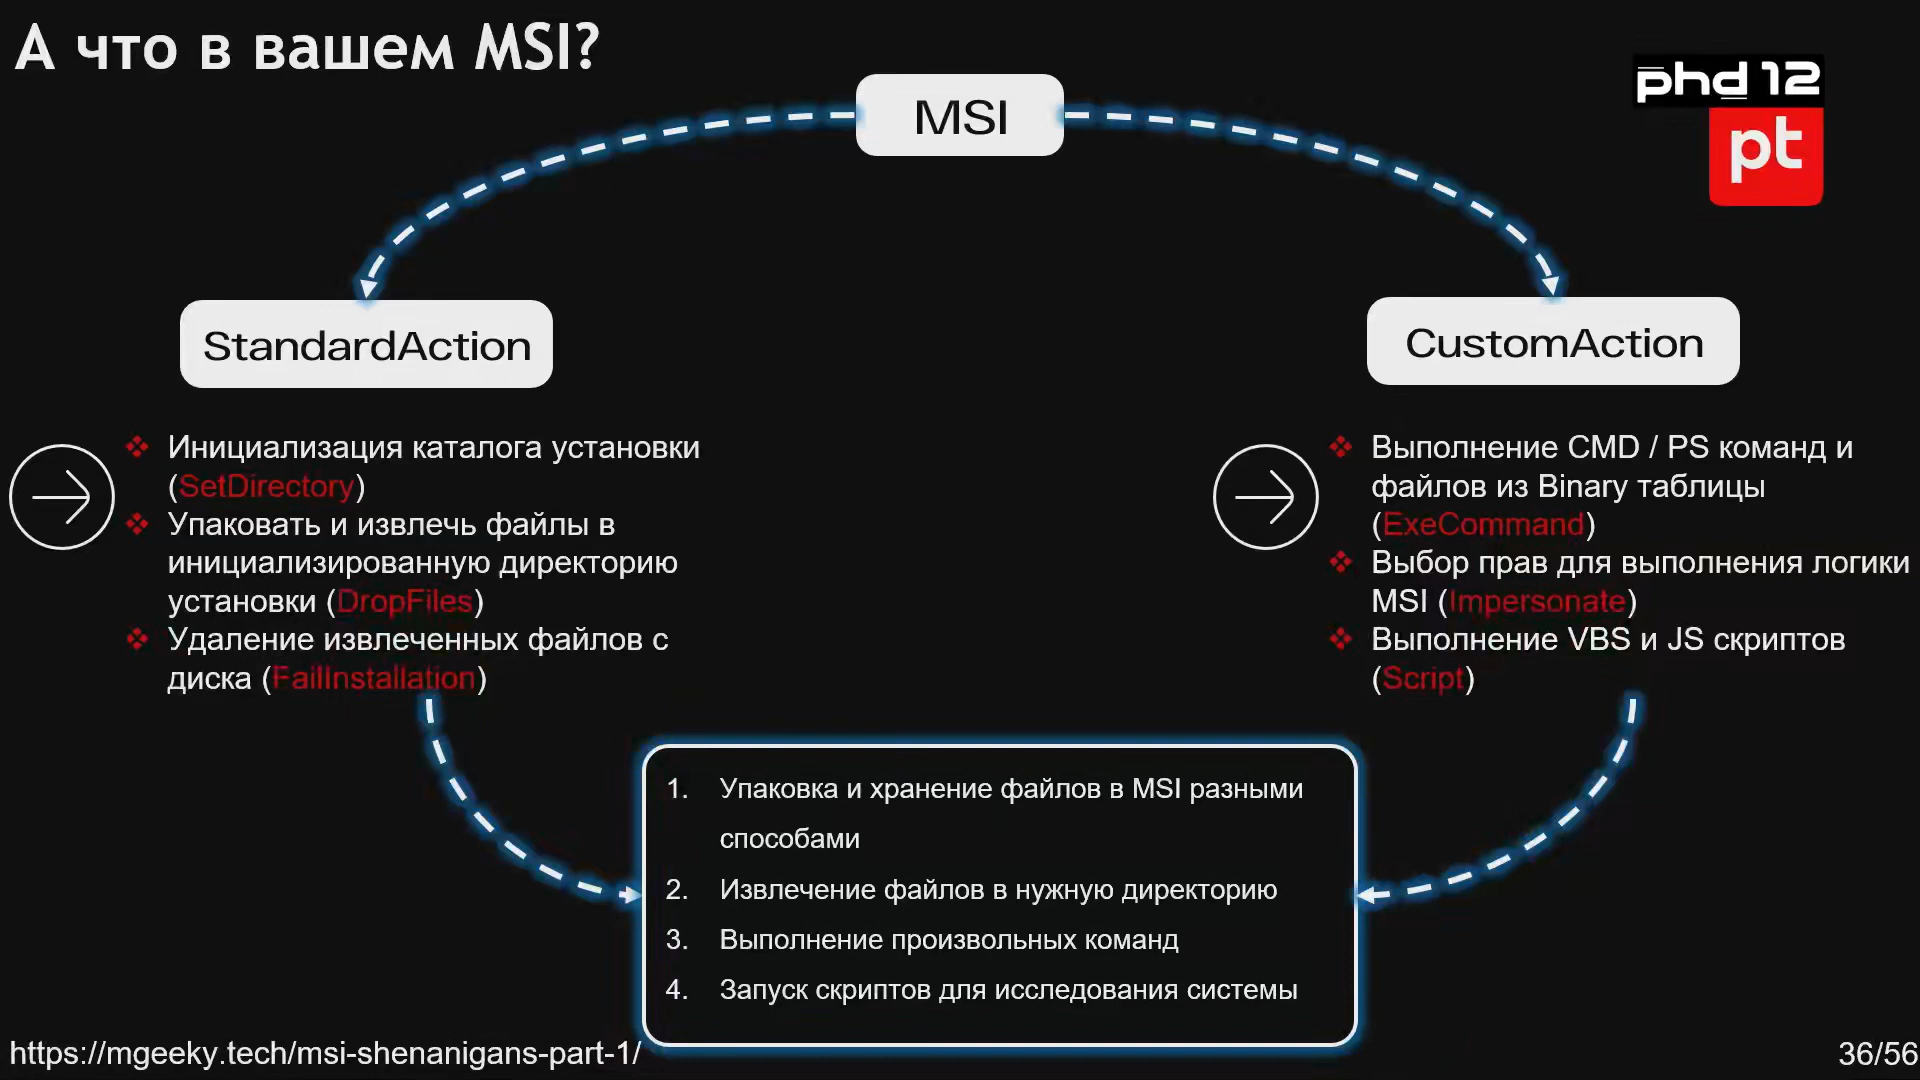 А что в вашем MSI?
MSI
phd 12
pt
StandardAction
CustomAction
❖ Инициализация каталога установки
(SetDirectory)
❖ Упаковать и извлечь файлы в
инициализированную директорию
установки (DropFiles)
❖ Удаление извлеченных файлов с
диска (FailInstallation)
❖ Выполнение CMD / PS команд и
файлов из Binary таблицы
(ExeCommand)
❖ Выбор прав для выполнения логики
MSI (Impersonate)
❖ Выполнение VBS и JS скриптов
(Script)
1. Упаковка и хранение файлов в MSI разными
способами
2. Извлечение файлов в нужную директорию
3. Выполнение произвольных команд
4. Запуск скриптов для исследования системы
https://mgeeky.tech/msi-shenanigans-part-1/
36/56